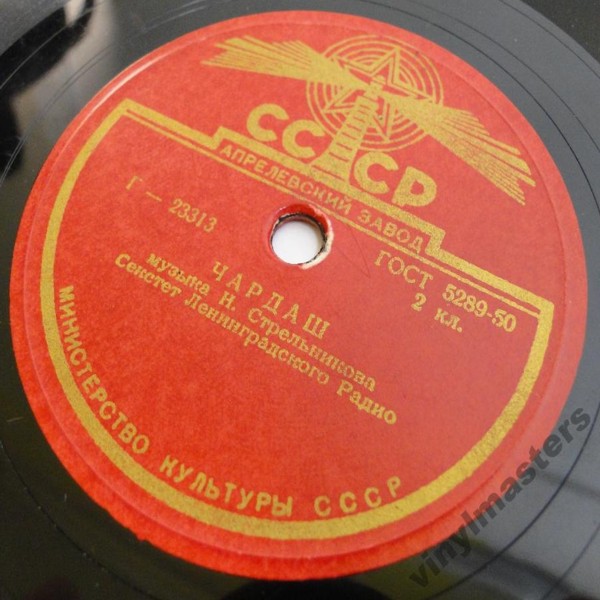 СССР
АПРЕЛЕВСКИЙ ЗАВОД
Г — 23313
ГОСТ 5289-50
2 кл.
ЧАРДАШ
музыка Н. Стрельникова
Секстет Ленинградского Радио
МИНИСТЕРСТВО КУЛЬТУРЫ СССР
vinylmasters